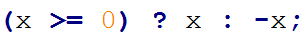 (x >= 0) ? x : -x;